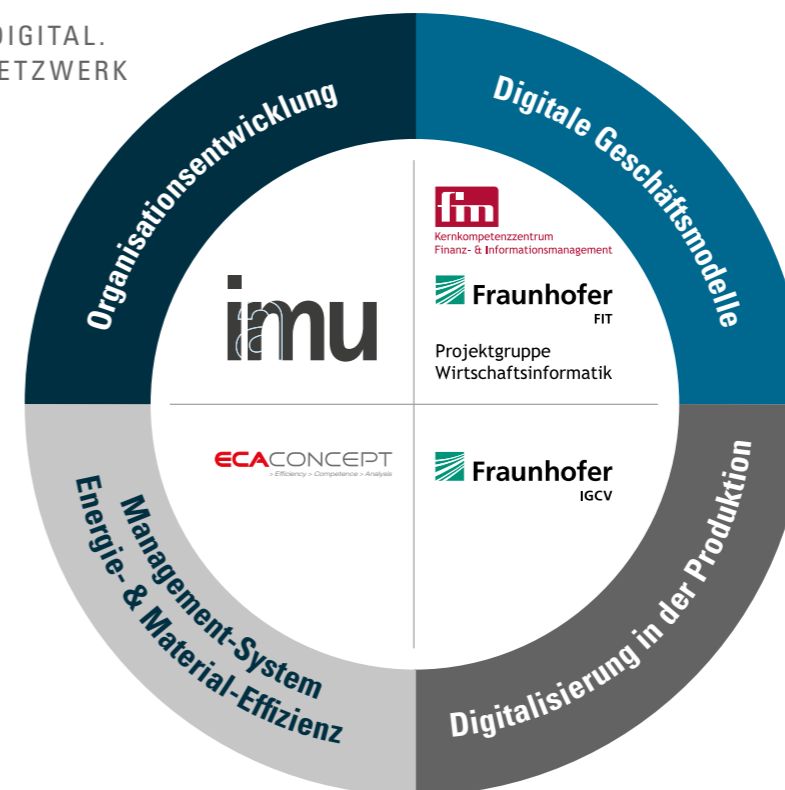 DIGITAL.
ETZWERK
Organisationsentwicklung
Digitale Geschäftsmodelle
fim
Kernkompetenzzentrum
Finanz- & Informationsmanagement
Fraunhofer
FIT
Projektgruppe
Wirtschaftsinformatik
imu
ECACONCEPT
> Efficiency > Competence > Analysis
Fraunhofer
IGCV
Management-System
Energie- & Material-Effizienz
Digitalisierung in der Produktion